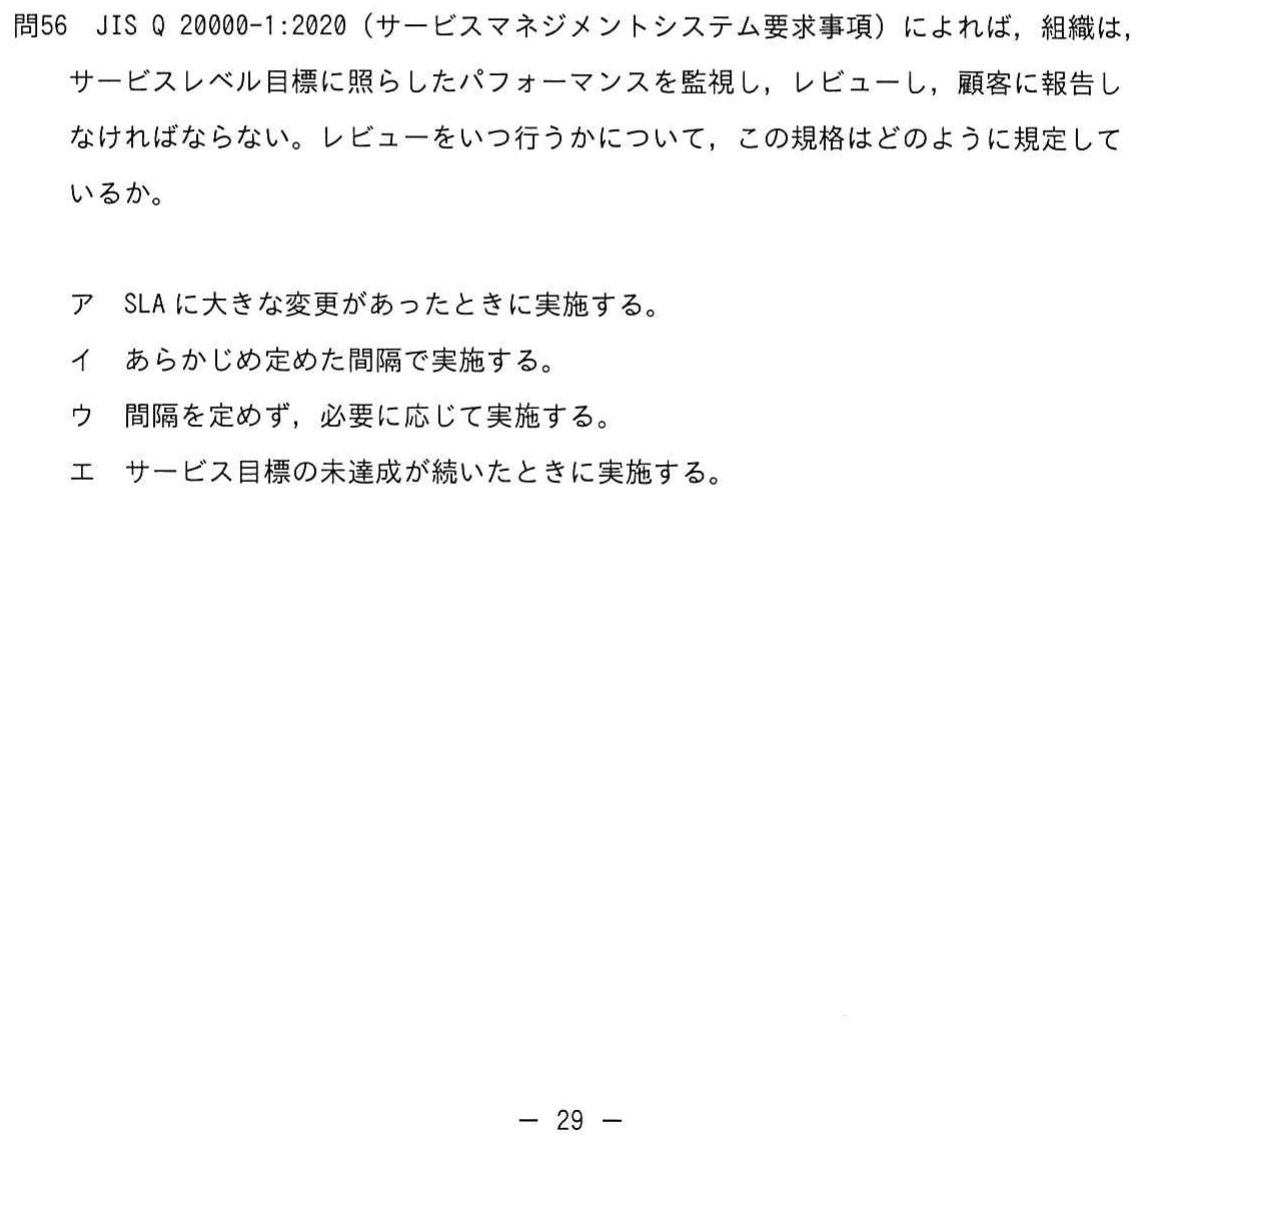 問56 JIS Q 20000-1:2020（サービスマネジメントシステム要求事項）によれば，組織は，
サービスレベル目標に照らしたパフォーマンスを監視し，レビューし，顧客に報告し
なければならない。レビューをいつ行うかについて，この規格はどのように規定して
いるか。
ア SLAに大きな変更があったときに実施する。
イ あらかじめ定めた間隔で実施する。
ウ 間隔を定めず，必要に応じて実施する。
エ サービス目標の未達成が続いたときに実施する。
－ 29 －